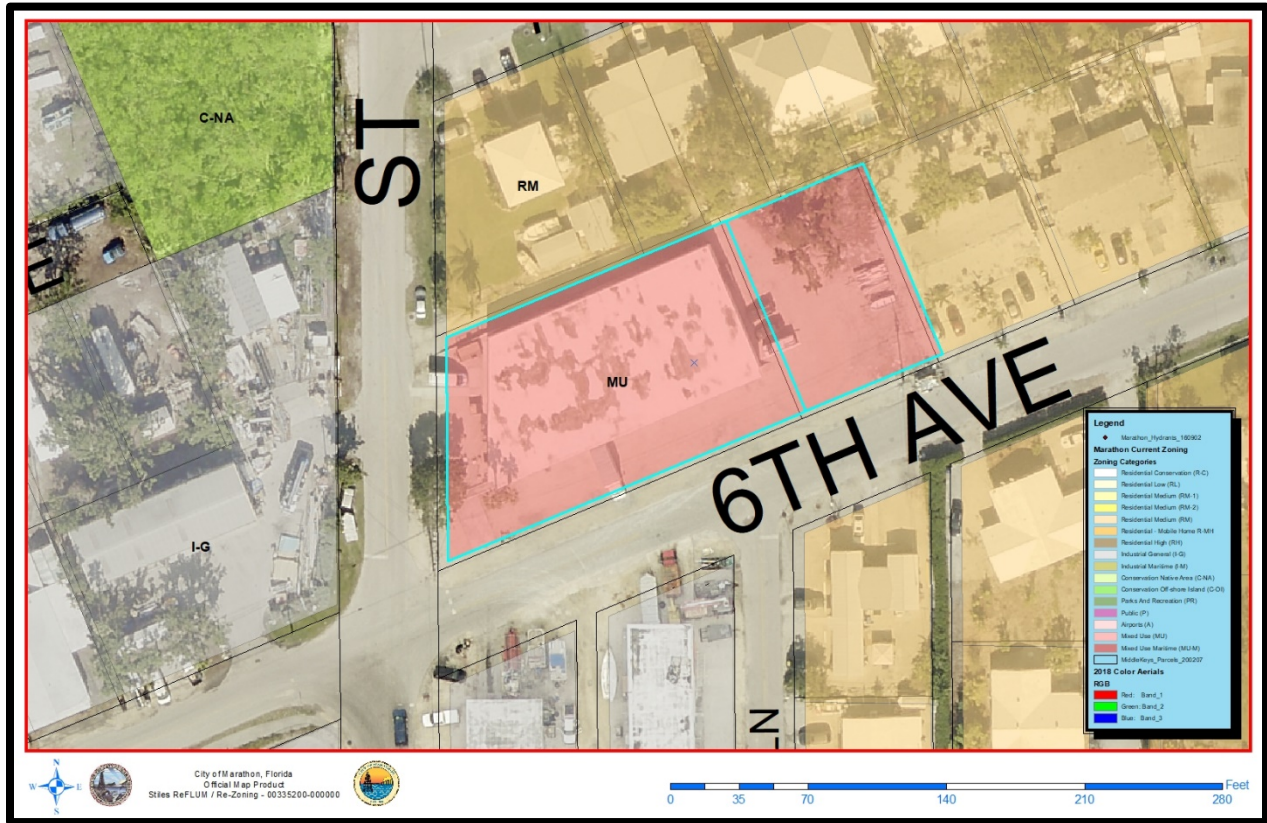 C-NA
ST
RM
E
MU
6TH AVE
I-G
LN
Legend
Marathon_Hydrants_160902
Marathon Current Zoning
Zoning Categories
Residential Conservation (R-C)
Residential Low (RL)
Residential Medium (RM-1)
Residential Medium (RM-2)
Residential Medium (RM)
Residential - Mobile Home R-MH
Residential High (RH)
Industrial General (I-G)
Industrial Maritime (I-M)
Conservation Native Area (C-NA)
Conservation Off-shore Island (C-OI)
Parks And Recreation (PR)
Public (P)
Airports (A)
Mixed Use (MU)
Mixed Use Maritime (MU-M)
MiddleKeys_Parcels_200207
2018 Color Aerials
RGB
Red: Band_1
Green: Band_2
Blue: Band_3
N
W E
S
City of Marathon, Florida
Official Map Product
Stiles ReFLUM / Re-Zoning - 00335200-000000
Feet
0 35 70 140 210 280